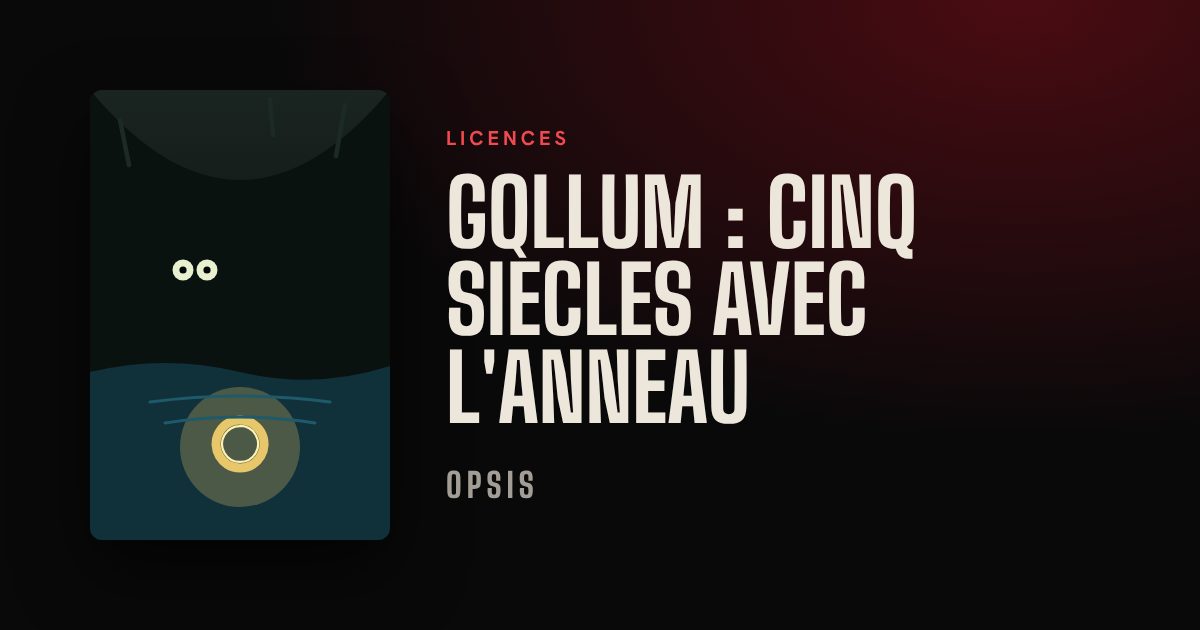 LICENCES
GOLLUM : CINQ
SIÈCLES AVEC
L'ANNEAU
OPSIS